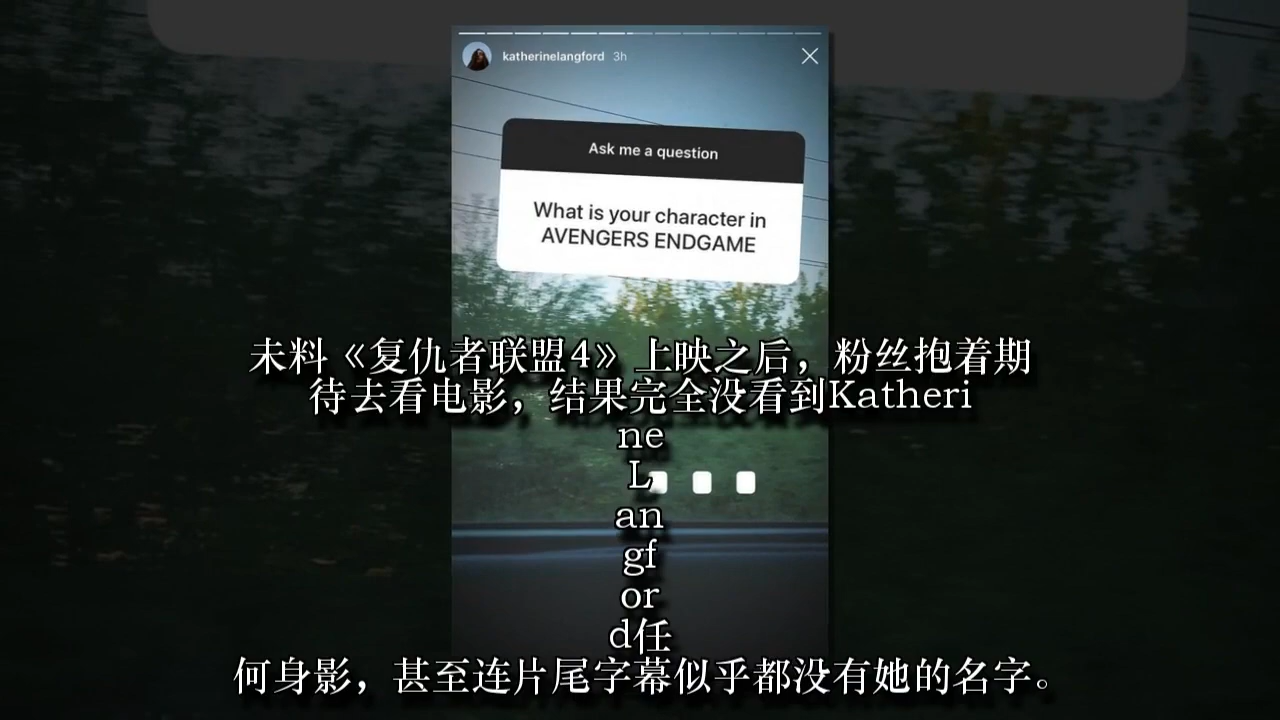 katherinelangford 3h
Ask me a question
What is your character in
AVENGERS ENDGAME
未料《复仇者联盟4》上映之后，粉丝抱着期
待去看电影，结果完全没看到Katheri
ne
L
an
gf
or
d任
何身影，甚至连片尾字幕似乎都没有她的名字。